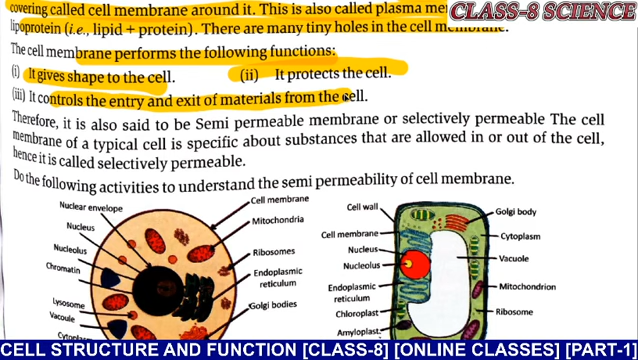 covering called cell membrane around it. This is also called plasma me
CLASS-8 SCIENCE
lipoprotein (i.e., lipid + protein). There are many tiny holes in the cell membrane.
The cell membrane performs the following functions:
(i) It gives shape to the cell. (ii) It protects the cell.
(iii) It controls the entry and exit of materials from the cell.
Therefore, it is also said to be Semi permeable membrane or selectively permeable The cell
membrane of a typical cell is specific about substances that are allowed in or out of the cell,
hence it is called selectively permeable.
Do the following activities to understand the semi permeability of cell membrane.
Nuclear envelope
Nucleus
Nucleolus
Chromatin
Lysosome
Vacoule
Cytopla
Cell membrane
Mitochondria
Ribosomes
Endoplasmic
reticulum
Golgi bodies
Cell wall
Cell membrane
Nucleus
Nucleolus
Endoplasmic
reticulum
Chloroplast
Amyloplast
Golgi body
Cytoplasm
Vacuole
Mitochondrion
Ribosome
CELL STRUCTURE AND FUNCTION [CLASS-8] [ONLINE CLASSES] [PART-1]